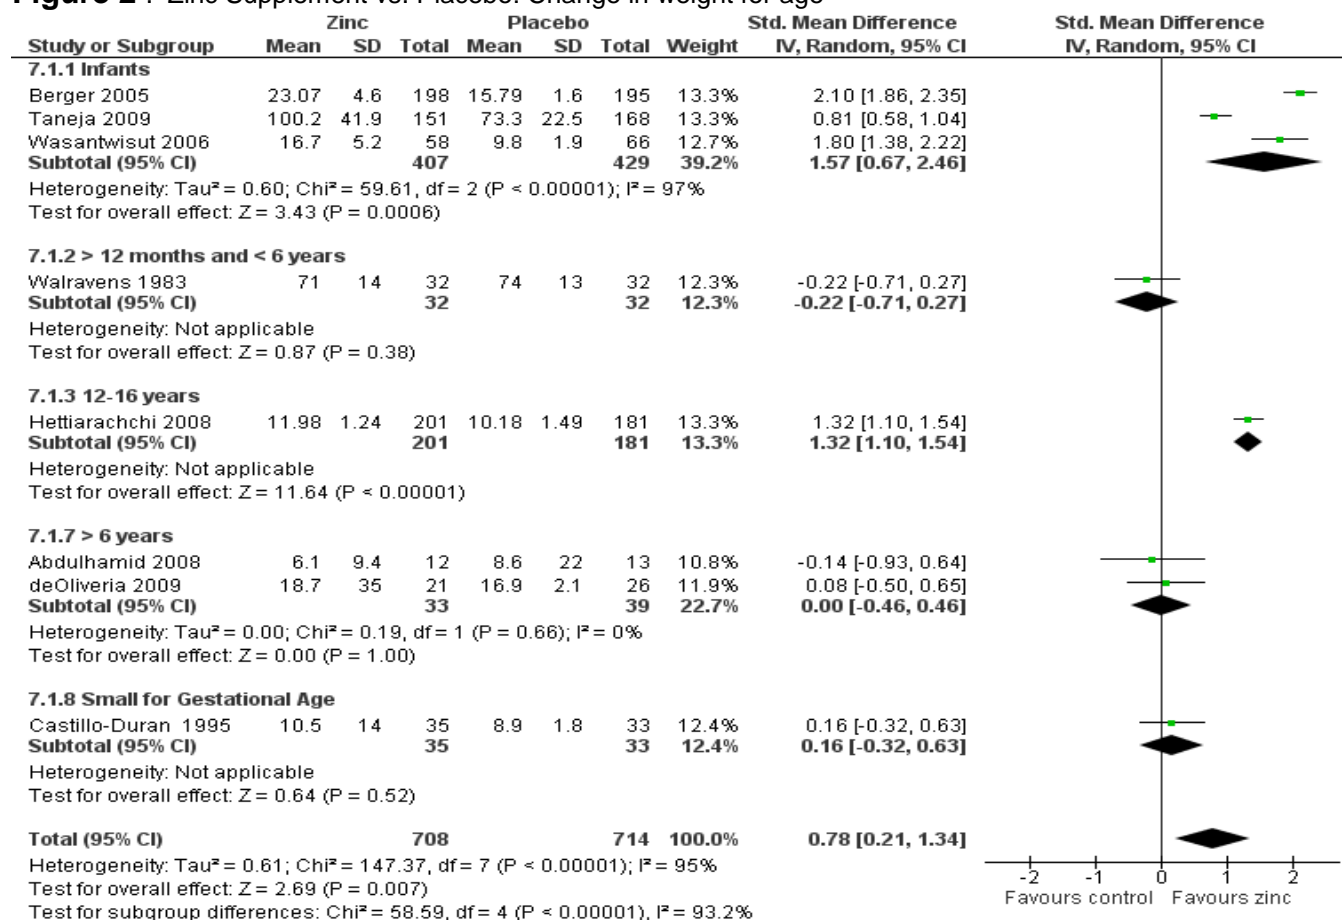 Figure 2 : Zinc Supplement vs. Placebo: Change in weight for age
Zinc Placebo Std. Mean Difference Std. Mean Difference
Study or Subgroup Mean SD Total Mean SD Total Weight IV, Random, 95% CI IV, Random, 95% CI
7.1.1 Infants
Berger 2005 23.07 4.6 198 15.79 1.6 195 13.3% 2.10 [1.86, 2.35]
Taneja 2009 100.2 41.9 151 73.3 22.5 168 13.3% 0.81 [0.58, 1.04]
Wasantwisut 2006 16.7 5.2 58 9.8 1.9 66 12.7% 1.80 [1.38, 2.22]
Subtotal (95% CI) 407 429 39.2% 1.57 [0.67, 2.46]
Heterogeneity: Tau² = 0.60; Chi² = 59.61, df = 2 (P < 0.00001); I² = 97%
Test for overall effect: Z = 3.43 (P = 0.0006)
7.1.2 > 12 months and < 6 years
Walravens 1983 71 14 32 74 13 32 12.3% -0.22 [-0.71, 0.27]
Subtotal (95% CI) 32 32 12.3% -0.22 [-0.71, 0.27]
Heterogeneity: Not applicable
Test for overall effect: Z = 0.87 (P = 0.38)
7.1.3 12-16 years
Hettiarachchi 2008 11.98 1.24 201 10.18 1.49 181 13.3% 1.32 [1.10, 1.54]
Subtotal (95% CI) 201 181 13.3% 1.32 [1.10, 1.54]
Heterogeneity: Not applicable
Test for overall effect: Z = 11.64 (P < 0.00001)
7.1.7 > 6 years
Abdulhamid 2008 6.1 9.4 12 8.6 22 13 10.8% -0.14 [-0.93, 0.64]
deOliveria 2009 18.7 35 21 16.9 2.1 26 11.9% 0.08 [-0.50, 0.65]
Subtotal (95% CI) 33 39 22.7% 0.00 [-0.46, 0.46]
Heterogeneity: Tau² = 0.00; Chi² = 0.19, df = 1 (P = 0.66); I² = 0%
Test for overall effect: Z = 0.00 (P = 1.00)
7.1.8 Small for Gestational Age
Castillo-Duran 1995 10.5 14 35 8.9 1.8 33 12.4% 0.16 [-0.32, 0.63]
Subtotal (95% CI) 35 33 12.4% 0.16 [-0.32, 0.63]
Heterogeneity: Not applicable
Test for overall effect: Z = 0.64 (P = 0.52)
Total (95% CI) 708 714 100.0% 0.78 [0.21, 1.34]
Heterogeneity: Tau² = 0.61; Chi² = 147.37, df = 7 (P < 0.00001); I² = 95%
Test for overall effect: Z = 2.69 (P = 0.007)
Test for subgroup differences: Chi² = 58.59, df = 4 (P < 0.00001), I² = 93.2%
-2 -1 0 1 2
Favours control Favours zinc